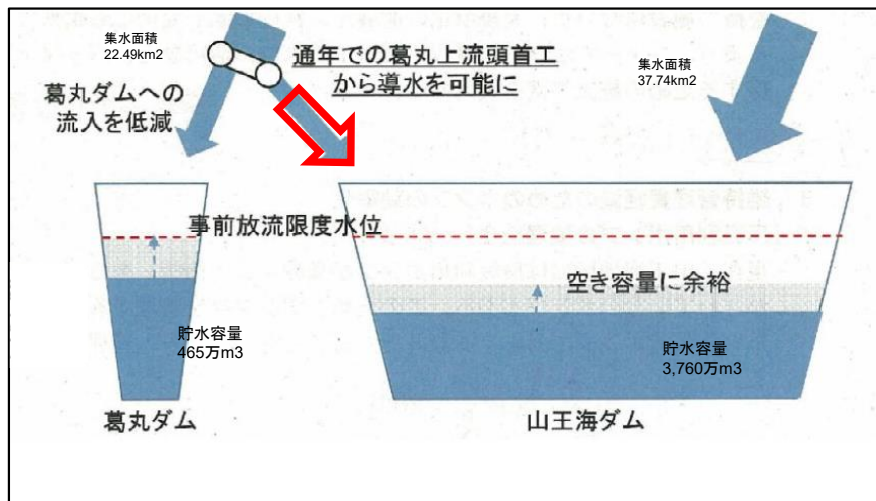 集水面積
22.49km2
通年での葛丸上流頭首工
から導水を可能に
集水面積
37.74m2
葛丸ダムへの
流入を低減
事前放流限度水位
空き容量に余裕
貯水容量
465万m3
貯水容量
3,760万m3
葛丸ダム
山王海ダム